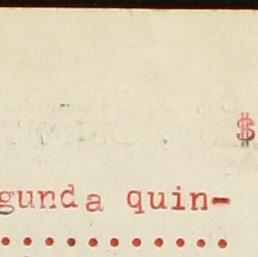 $
gunda quin-
..........